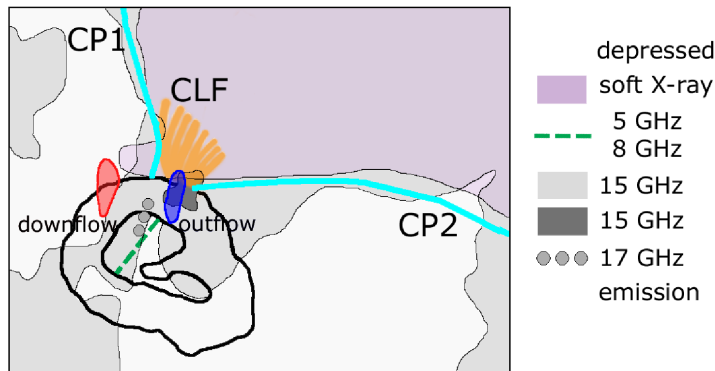 CP1
CLF
downflow
outflow
CP2
depressed
soft X-ray
5 GHz
8 GHz
15 GHz
15 GHz
17 GHz
emission